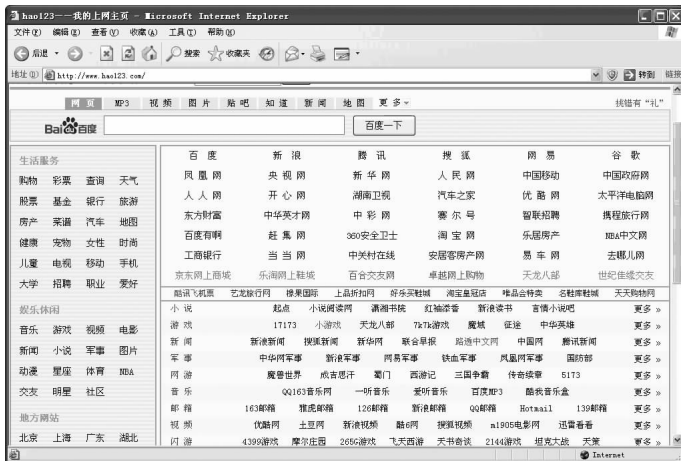 hao123——我的上网主页 - Microsoft Internet Explorer
文件(F) 编辑(E) 查看(V) 收藏(A) 工具(T) 帮助(H)
后退 搜索 收藏夹
地址(D) http://www.hao123.com/ 转到 链接
网页 MP3 视频 图片 贴吧 知道 新闻 地图 更多 挑错有“礼”
Bai百度 百度一下
生活服务
购物 彩票 查询 天气
股票 基金 银行 旅游
房产 菜谱 汽车 地图
健康 宠物 女性 时尚
儿童 电视 移动 手机
大学 招聘 职业 爱好
娱乐休闲
音乐 游戏 视频 电影
新闻 小说 军事 图片
动漫 星座 体育 NBA
交友 明星 社区
地方网站
北京 上海 广东 湖北
百度 新浪 腾讯 搜狐 网易 谷歌
凤凰网 央视网 新华网 人民网 中国移动 中国政府网
人人网 开心网 湖南卫视 汽车之家 优酷网 太平洋电脑网
东方财富 中华英才网 中彩网 赛尔号 智联招聘 携程旅行网
百度有啊 赶集网 360安全卫士 淘宝网 乐居房产 NBA中文网
工商银行 当当网 中关村在线 安居客房产网 易车网 去哪儿网
京东网上商城 乐淘网上鞋城 百合交友网 卓越网上购物 天龙八部 世纪佳缘交友
酷讯飞机票 艺龙旅行网 橡果国际 上品折扣网 好乐买鞋城 淘宝皇冠店 唯品会特卖 名鞋库鞋城 天天购物网
小说 起点 小说阅读网 潇湘书院 红袖添香 新浪读书 言情小说吧 更多 »
游戏 17173 小游戏 天龙八部 7k7k游戏 魔域 征途 中华英雄 更多 »
新闻 新浪新闻 搜狐新闻 新华网 联合早报 路透中文网 中国网 腾讯新闻 更多 »
军事 中华网军事 新浪军事 网易军事 铁血军事 凤凰网军事 国防部 更多 »
网游 魔兽世界 成吉思汗 蜀门 西游记 三国争霸 传奇续章 5173 更多 »
音乐 QQ163音乐网 一听音乐 爱听音乐 百度MP3 酷我音乐盒 更多 »
邮箱 163邮箱 雅虎邮箱 126邮箱 新浪邮箱 QQ邮箱 Hotmail 139邮箱 更多 »
视频 优酷网 土豆网 新浪视频 酷6网 搜狐视频 m1905电影网 迅雷看看 更多 »
闪游 4399游戏 摩尔庄园 265G游戏 飞天西游 天书奇谈 2144游戏 坦克大战 天策 更多 »
Internet